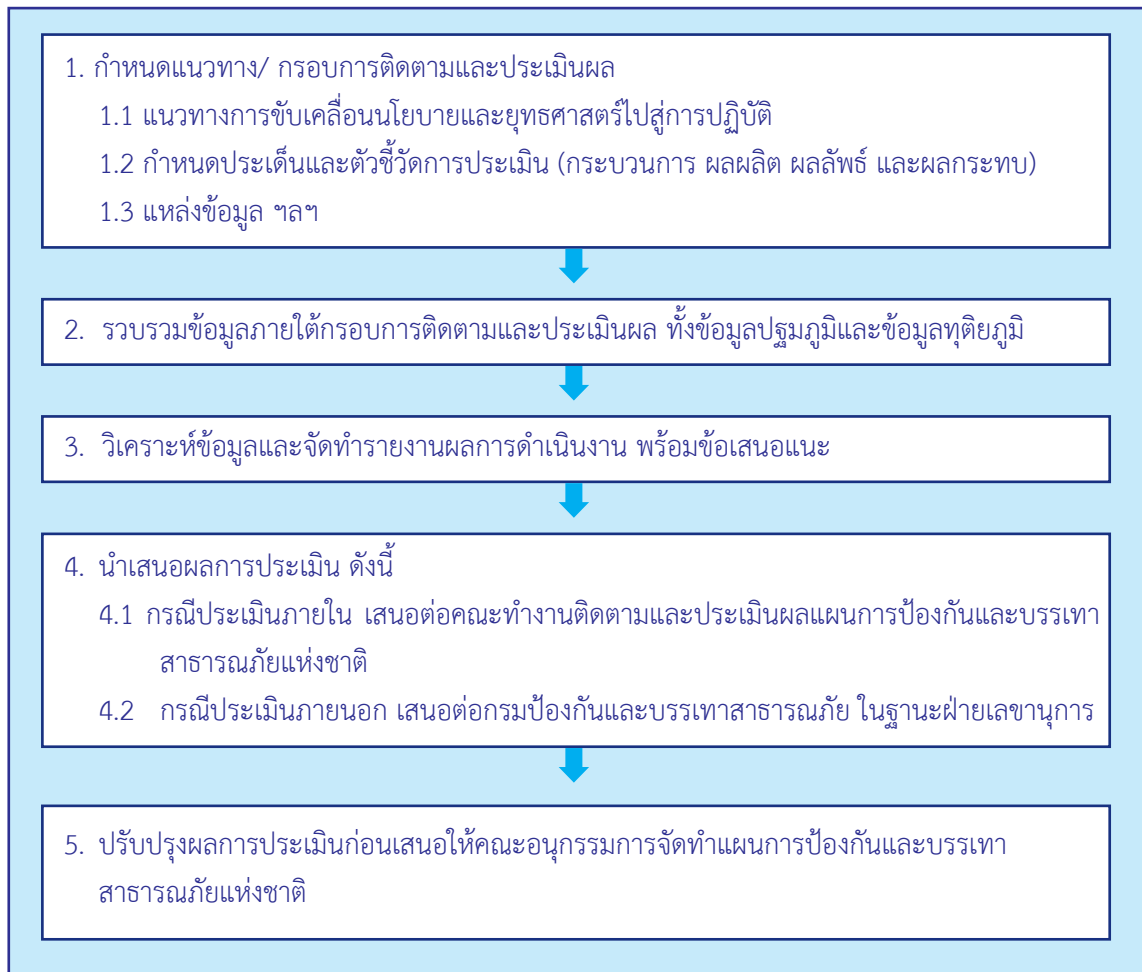 1. กำหนดแนวทาง/ กรอบการติดตามและประเมินผล
1.1 แนวทางการขับเคลื่อนนโยบายและยุทธศาสตร์ไปสู่การปฏิบัติ
1.2 กำหนดประเด็นและตัวชี้วัดการประเมิน (กระบวนการ ผลผลิต ผลลัพธ์ และผลกระทบ)
1.3 แหล่งข้อมูล ฯลฯ
2. รวบรวมข้อมูลภายใต้กรอบการติดตามและประเมินผล ทั้งข้อมูลปฐมภูมิและข้อมูลทุติยภูมิ
3. วิเคราะห์ข้อมูลและจัดทำรายงานผลการดำเนินงาน พร้อมข้อเสนอแนะ
4. นำเสนอผลการประเมิน ดังนี้
4.1 กรณีประเมินภายใน เสนอต่อคณะทำงานติดตามและประเมินผลแผนการป้องกันและบรรเทา
สาธารณภัยแห่งชาติ
4.2 กรณีประเมินภายนอก เสนอต่อกรมป้องกันและบรรเทาสาธารณภัย ในฐานะฝ่ายเลขานุการ
5. ปรับปรุงผลการประเมินก่อนเสนอให้คณะอนุกรรมการจัดทำแผนการป้องกันและบรรเทา
สาธารณภัยแห่งชาติ